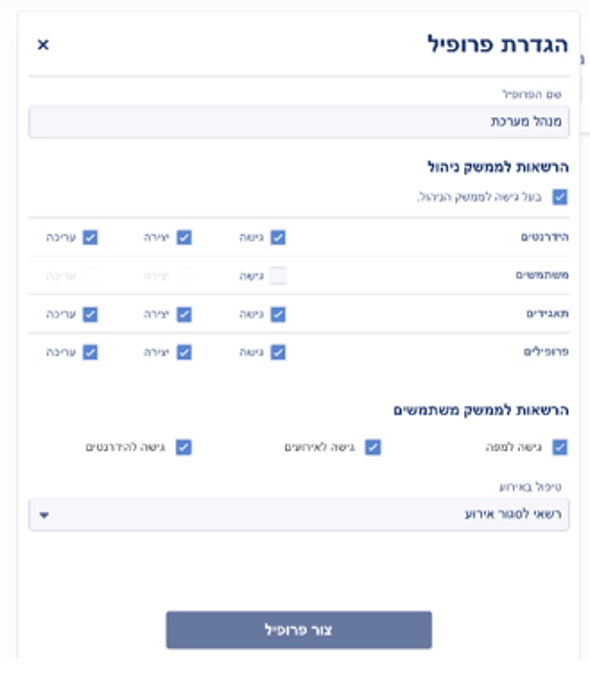 הגדרת פרופיל
שם הפרופיל
מנהל מערכת
הרשאות לממשק ניהול
בעל גישה לממשק הניהול.
הידרנטים גישה יצירה עריכה
משתמשים גישה יצירה עריכה
תאגידים גישה יצירה עריכה
פרופילים גישה יצירה עריכה
הרשאות לממשק משתמשים
גישה למפה גישה לאירועים גישה להידרנטים
טיפול באירוע
רשאי לסגור אירוע
צור פרופיל